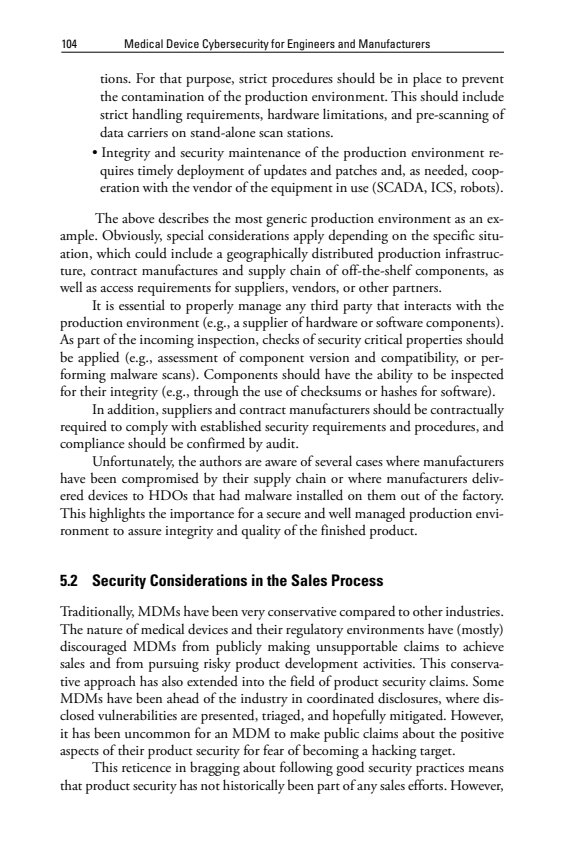 104 Medical Device Cybersecurity for Engineers and Manufacturers
tions. For that purpose, strict procedures should be in place to prevent
the contamination of the production environment. This should include
strict handling requirements, hardware limitations, and pre-scanning of
data carriers on stand-alone scan stations.
• Integrity and security maintenance of the production environment re-
quires timely deployment of updates and patches and, as needed, coop-
eration with the vendor of the equipment in use (SCADA, ICS, robots).
The above describes the most generic production environment as an ex-
ample. Obviously, special considerations apply depending on the specific situ-
ation, which could include a geographically distributed production infrastruc-
ture, contract manufactures and supply chain of off-the-shelf components, as
well as access requirements for suppliers, vendors, or other partners.
It is essential to properly manage any third party that interacts with the
production environment (e.g., a supplier of hardware or software components).
As part of the incoming inspection, checks of security critical properties should
be applied (e.g., assessment of component version and compatibility, or per-
forming malware scans). Components should have the ability to be inspected
for their integrity (e.g., through the use of checksums or hashes for software).
In addition, suppliers and contract manufacturers should be contractually
required to comply with established security requirements and procedures, and
compliance should be confirmed by audit.
Unfortunately, the authors are aware of several cases where manufacturers
have been compromised by their supply chain or where manufacturers deliv-
ered devices to HDOs that had malware installed on them out of the factory.
This highlights the importance for a secure and well managed production envi-
ronment to assure integrity and quality of the finished product.
5.2 Security Considerations in the Sales Process
Traditionally, MDMs have been very conservative compared to other industries.
The nature of medical devices and their regulatory environments have (mostly)
discouraged MDMs from publicly making unsupportable claims to achieve
sales and from pursuing risky product development activities. This conserva-
tive approach has also extended into the field of product security claims. Some
MDMs have been ahead of the industry in coordinated disclosures, where dis-
closed vulnerabilities are presented, triaged, and hopefully mitigated. However,
it has been uncommon for an MDM to make public claims about the positive
aspects of their product security for fear of becoming a hacking target.
This reticence in bragging about following good security practices means
that product security has not historically been part of any sales efforts. However,